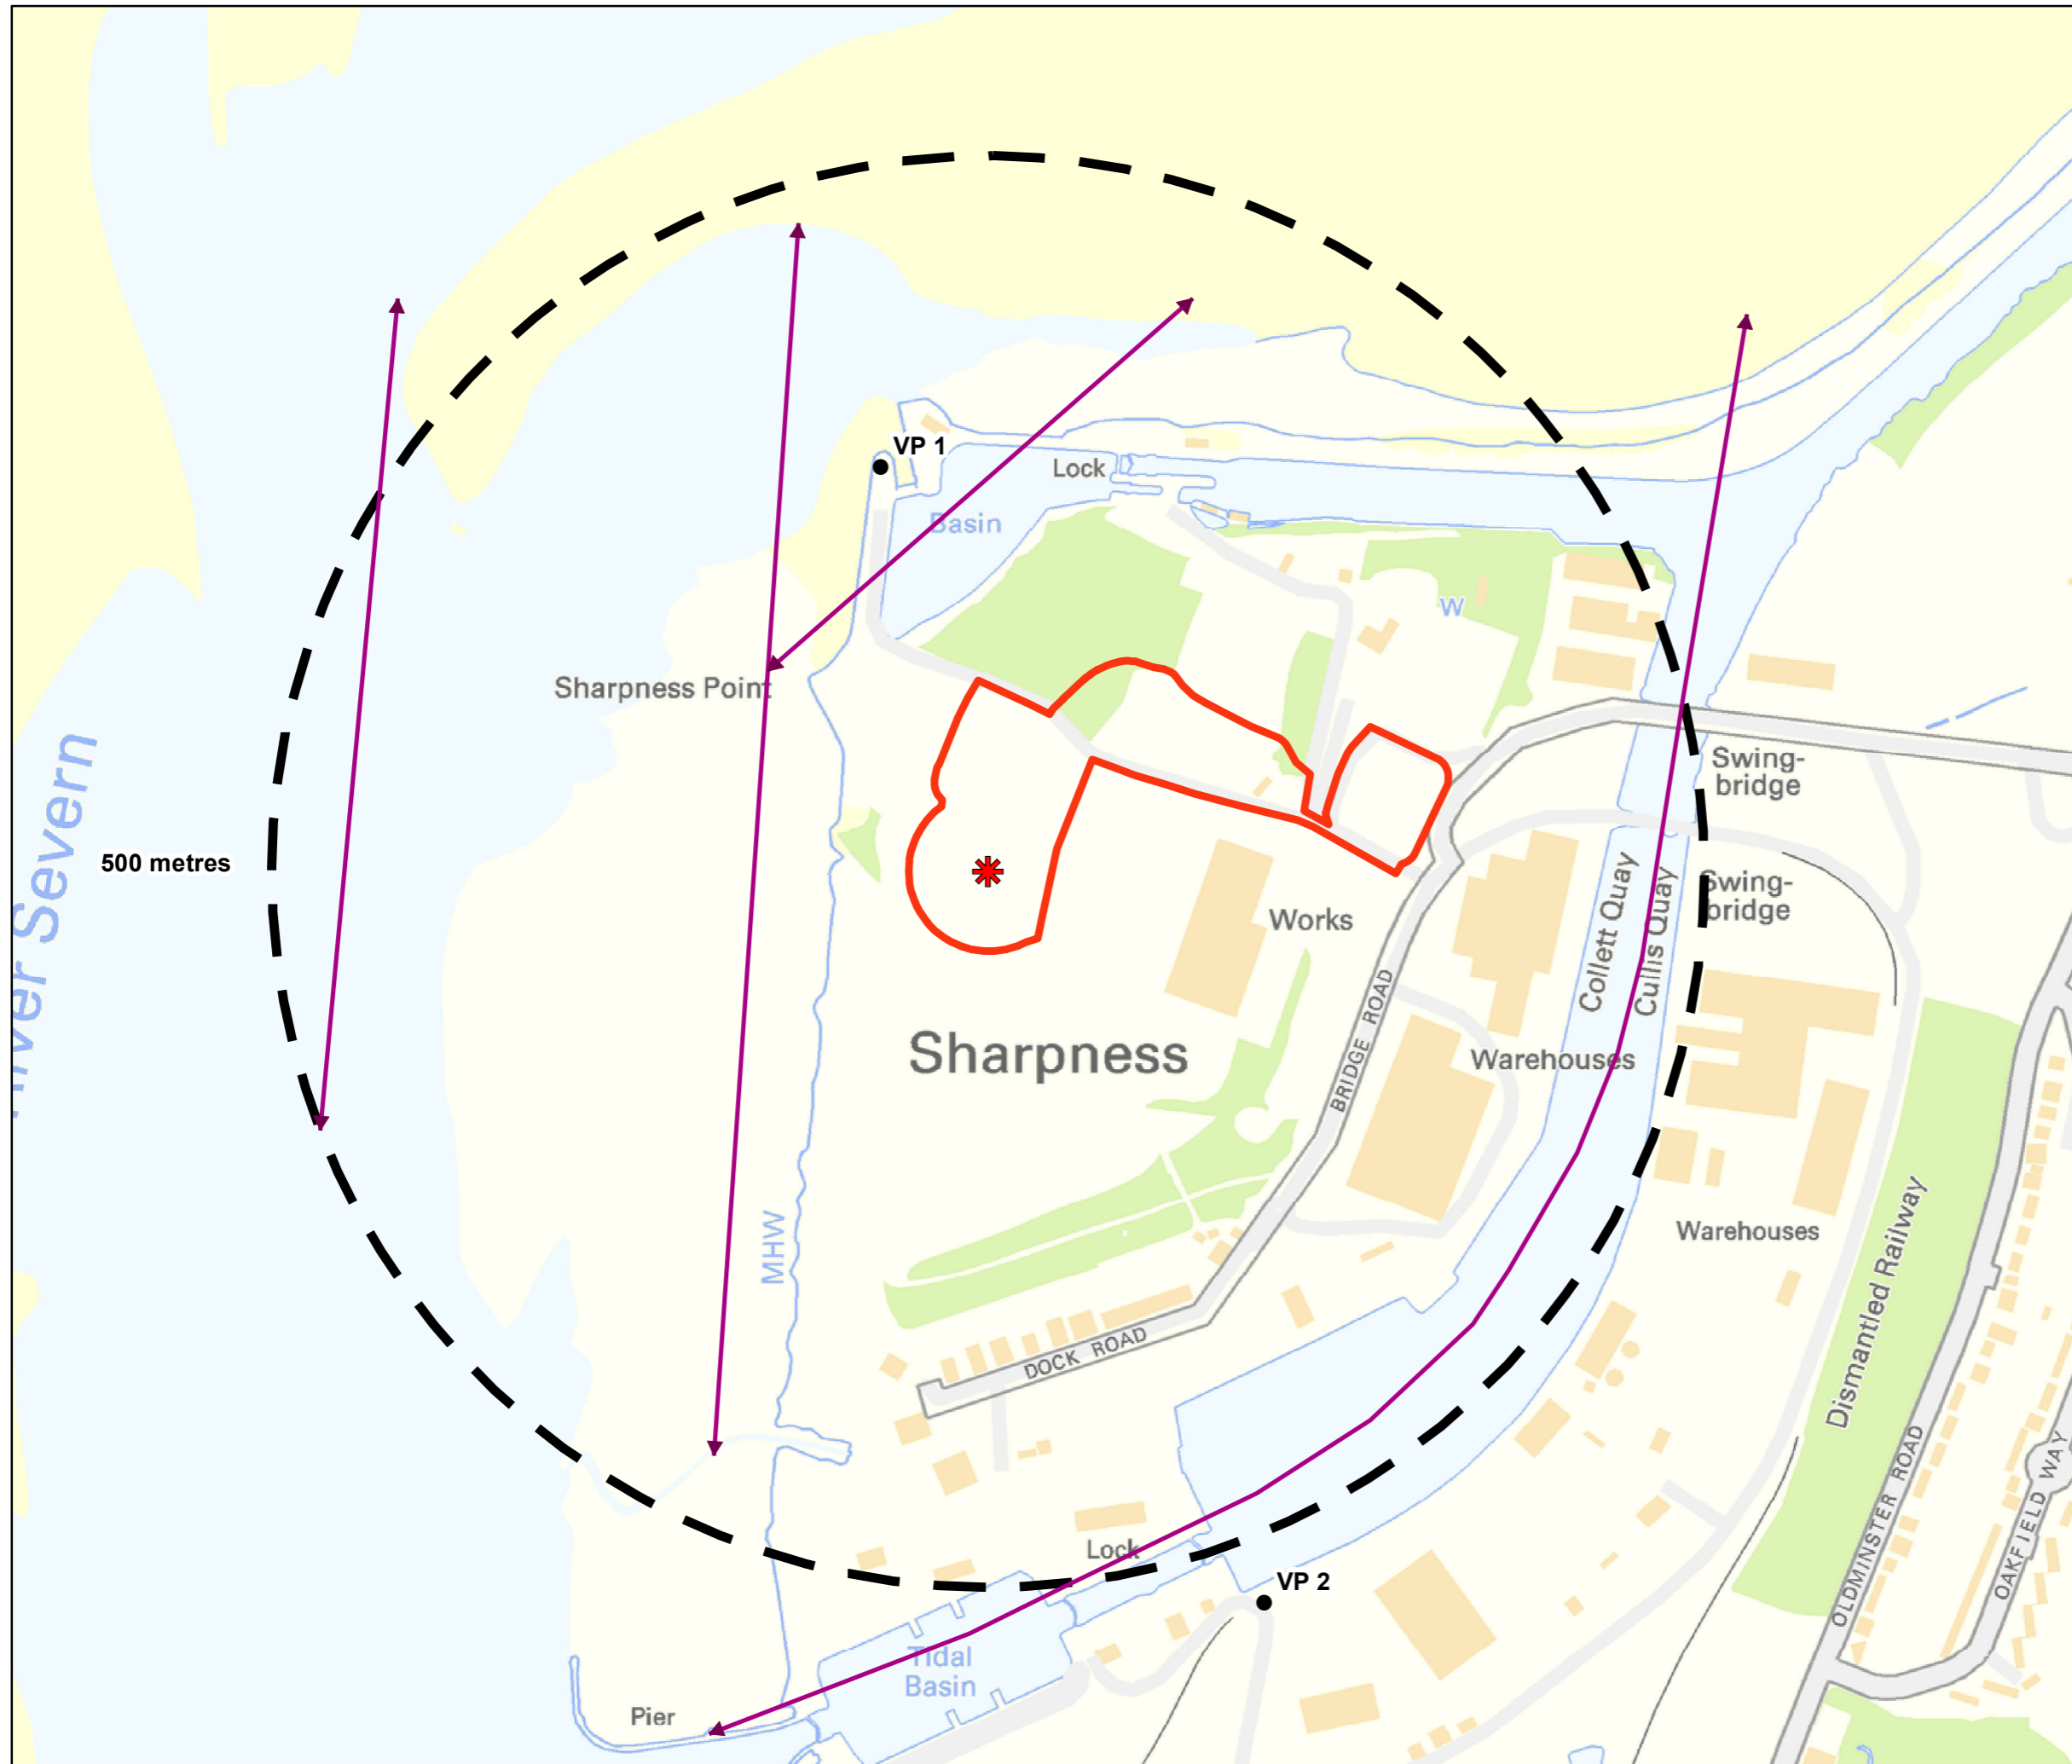 VP 1
Lock
Basin
W
Sharpness Point
Swing-
bridge
River Severn
500 metres
Swing-
bridge
Collett Quay
Cullis Quay
Works
BRIDGE ROAD
Sharpness
Warehouses
MHW
Warehouses
Dismantled Railway
DOCK ROAD
OLDMINSTER ROAD
OAKFIELD WAY
Lock
VP 2
Tidal
Basin
Pier